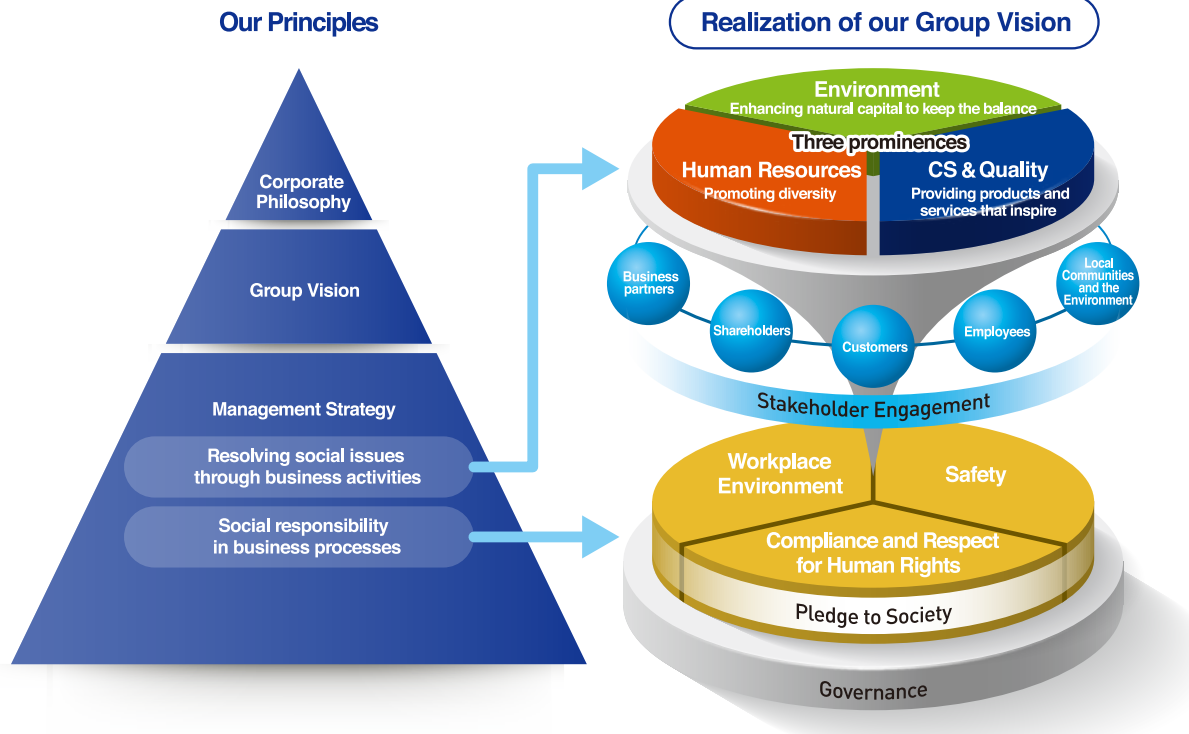 Our Principles
Corporate
Philosophy
Group Vision
Management Strategy
Resolving social issues
through business activities
Social responsibility
in business processes
Realization of our Group Vision
Environment
Enhancing natural capital to keep the balance
Three prominences
Human Resources
Promoting diversity
CS & Quality
Providing products and
services that inspire
Business
partners
Shareholders
Customers
Employees
Local
Communities
and the
Environment
Stakeholder Engagement
Workplace
Environment
Safety
Compliance and Respect
for Human Rights
Pledge to Society
Governance